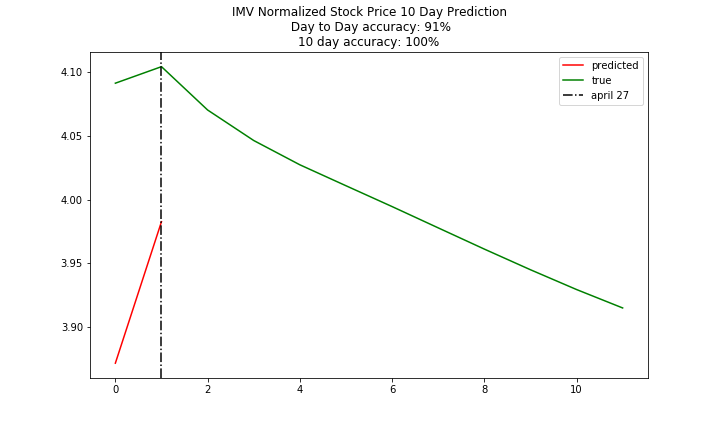 IMV Normalized Stock Price 10 Day Prediction
Day to Day accuracy: 91%
10 day accuracy: 100%
predicted
true
april 27
4.10
4.05
4.00
3.95
3.90
0 2 4 6 8 10